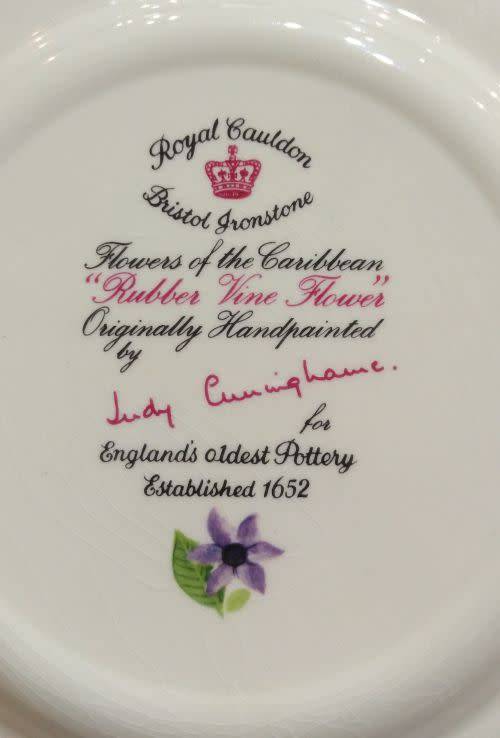 Royal Cauldon
Bristol Ironstone
Flowers of the Caribbean
"Rubber Vine Flower"
Originally Handpainted
by
Judy Cunninghame.
for
England's oldest Pottery
Established 1652